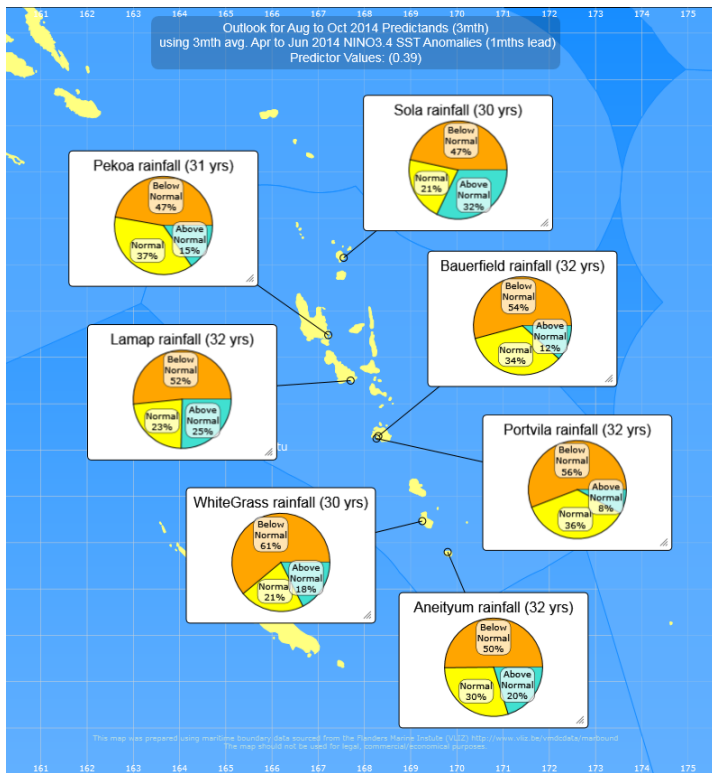 161 162 163 164 165 166 167 168 169 170 171 172 173 174 175
Outlook for Aug to Oct 2014 Predictands (3mth)
using 3mth avg. Apr to Jun 2014 NINO3.4 SST Anomalies (1mths lead)
Predictor Values: (0.39)
Sola rainfall (30 yrs)
Below
Normal
47%
Normal
21%
Above
Normal
32%
Pekoa rainfall (31 yrs)
Below
Normal
47%
Normal
37%
Above
Normal
15%
Bauerfield rainfall (32 yrs)
Below
Normal
54%
Normal
34%
Above
Normal
12%
Lamap rainfall (32 yrs)
Below
Normal
52%
Normal
23%
Above
Normal
25%
tu
Portvila rainfall (32 yrs)
Below
Normal
56%
Normal
36%
Above
Normal
8%
WhiteGrass rainfall (30 yrs)
Below
Normal
61%
Normal
21%
Above
Normal
18%
Aneityum rainfall (32 yrs)
Below
Normal
50%
Normal
30%
Above
Normal
20%
This map was prepared using maritime boundary data sourced from the Flanders Marine Instute (VLIZ) http://www.vliz.be/vmdcdata/marbound
The map should not be used for legal, commercial/economical purposes.
161 162 163 164 165 166 167 168 169 170 171 172 173 174 175